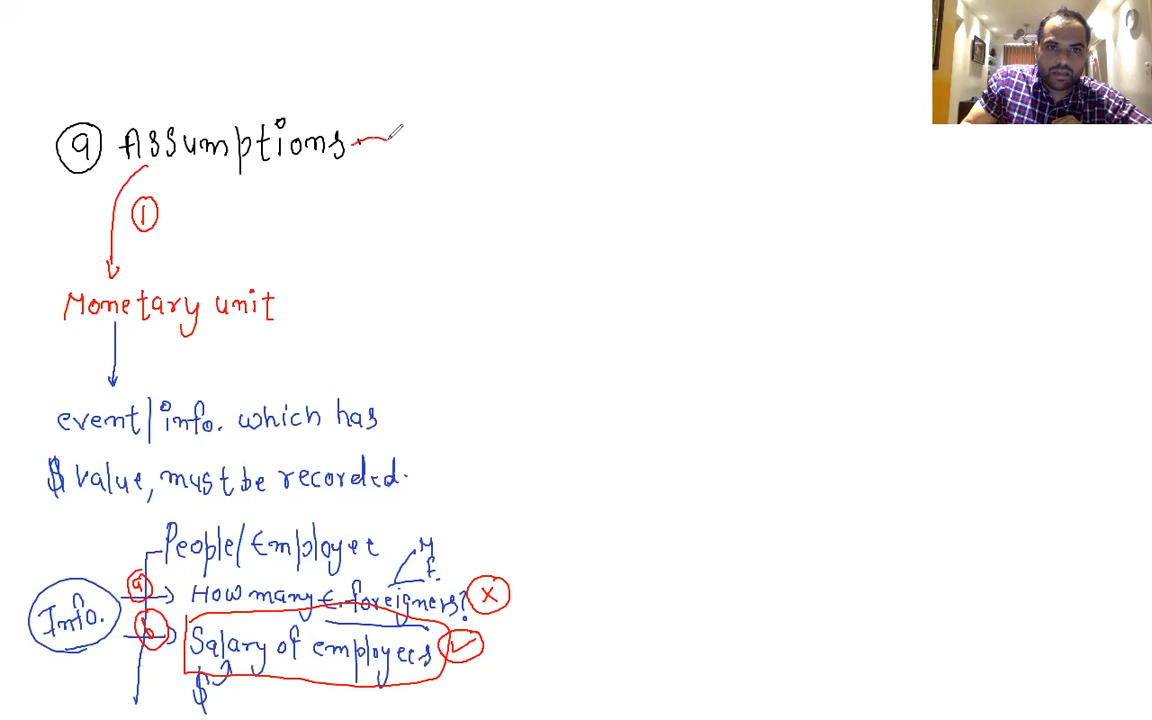 9 Assumptions
1
Monetary unit
event/info. which has
$ value, must be recorded.
People/Employee
M
F.
a How many E. foreigners? x
Info.
b Salary of employees ✓
$